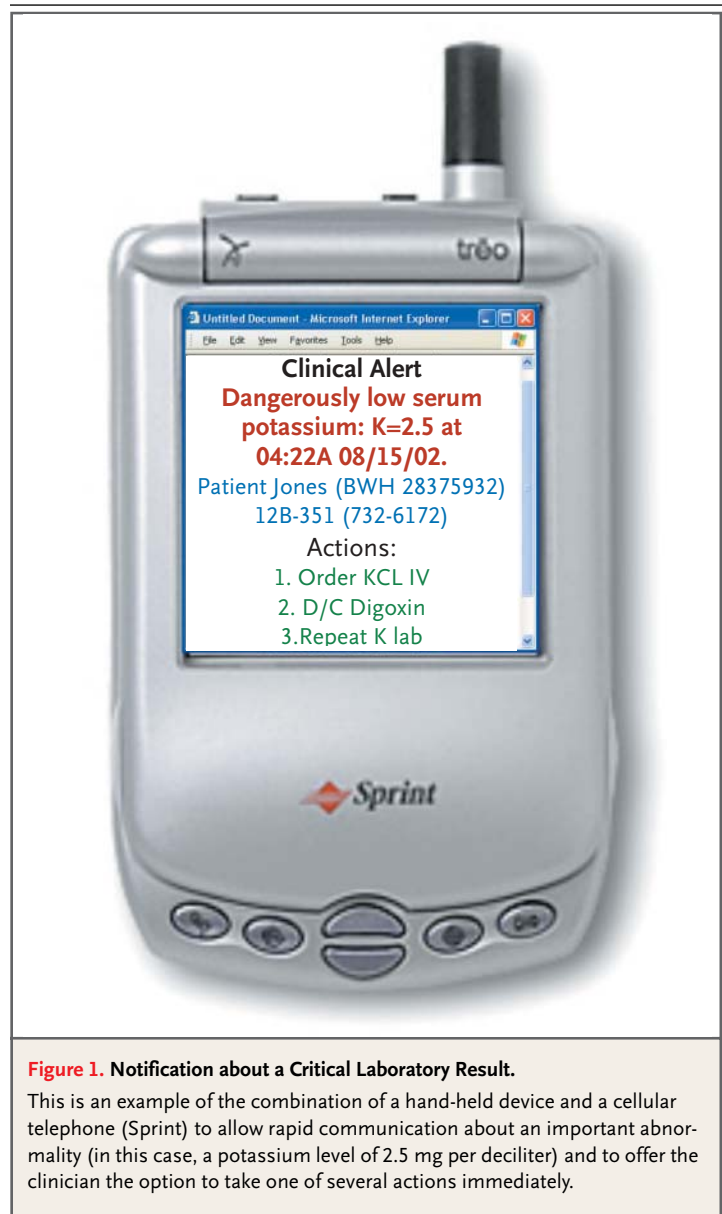 trēo
Untitled Document - Microsoft Internet Explorer
File Edit View Favorites Tools Help
Clinical Alert
Dangerously low serum
potassium: K=2.5 at
04:22A 08/15/02.
Patient Jones (BWH 28375932)
12B-351 (732-6172)
Actions:
1. Order KCL IV
2. D/C Digoxin
3.Repeat K lab
Sprint
Figure 1. Notification about a Critical Laboratory Result.
This is an example of the combination of a hand-held device and a cellular
telephone (Sprint) to allow rapid communication about an important abnor-
mality (in this case, a potassium level of 2.5 mg per deciliter) and to offer the
clinician the option to take one of several actions immediately.